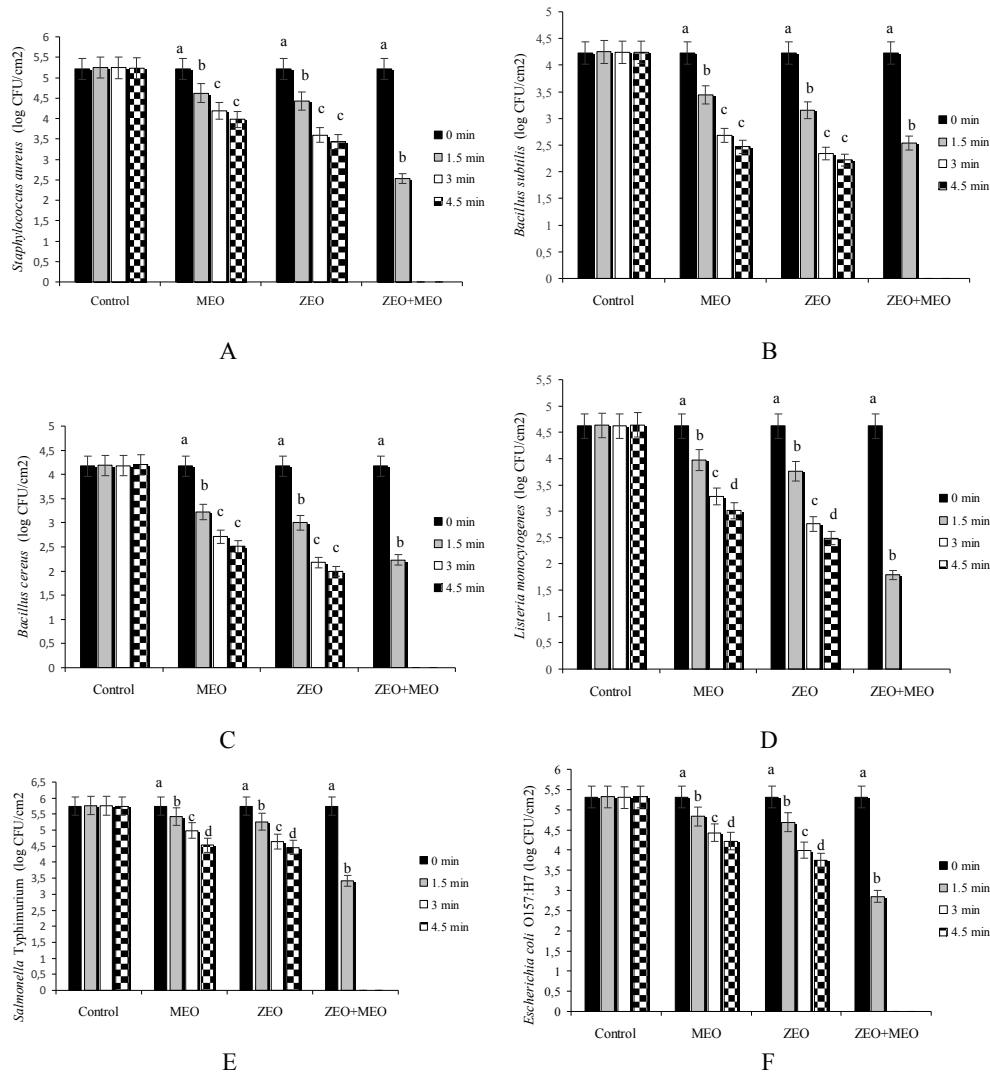 Staphylococcus aureus (log CFU/cm2)
6
5,5
5
4,5
4
3,5
3
2,5
2
1,5
1
0,5
0
a
b
c
c
a
b
c
c
a
b
Control MEO ZEO ZEO+MEO
0 min
1.5 min
3 min
4.5 min
A
Bacillus subtilis (log CFU/cm2)
5
4,5
4
3,5
3
2,5
2
1,5
1
0,5
0
a
b
c
c
a
b
c
c
a
b
Control MEO ZEO ZEO+MEO
0 min
1.5 min
3 min
4.5 min
B
Bacillus cereus (log CFU/cm2)
5
4,5
4
3,5
3
2,5
2
1,5
1
0,5
0
a
b
c
c
a
b
c
c
a
b
Control MEO ZEO ZEO+MEO
0 min
1.5 min
3 min
4.5 min
C
Listeria monocytogenes (log CFU/cm2)
5,5
5
4,5
4
3,5
3
2,5
2
1,5
1
0,5
0
a
b
c
d
a
b
c
d
a
b
Control MEO ZEO ZEO+MEO
0 min
1.5 min
3 min
4.5 min
D
Salmonella Typhimurium (log CFU/cm2
6,5
6
5,5
5
4,5
4
3,5
3
2,5
2
1,5
1
0,5
0
a
b
c
d
a
b
c
d
a
b
Control MEO ZEO ZEO+MEO
0 min
1.5 min
3 min
4.5 min
E
Escherichia coli O157:H7 (log CFU/cm2)
6
5,5
5
4,5
4
3,5
3
2,5
2
1,5
1
0,5
0
a
b
c
d
a
b
c
d
a
b
Control MEO ZEO ZEO+MEO
0 min
1.5 min
3 min
4.5 min
F